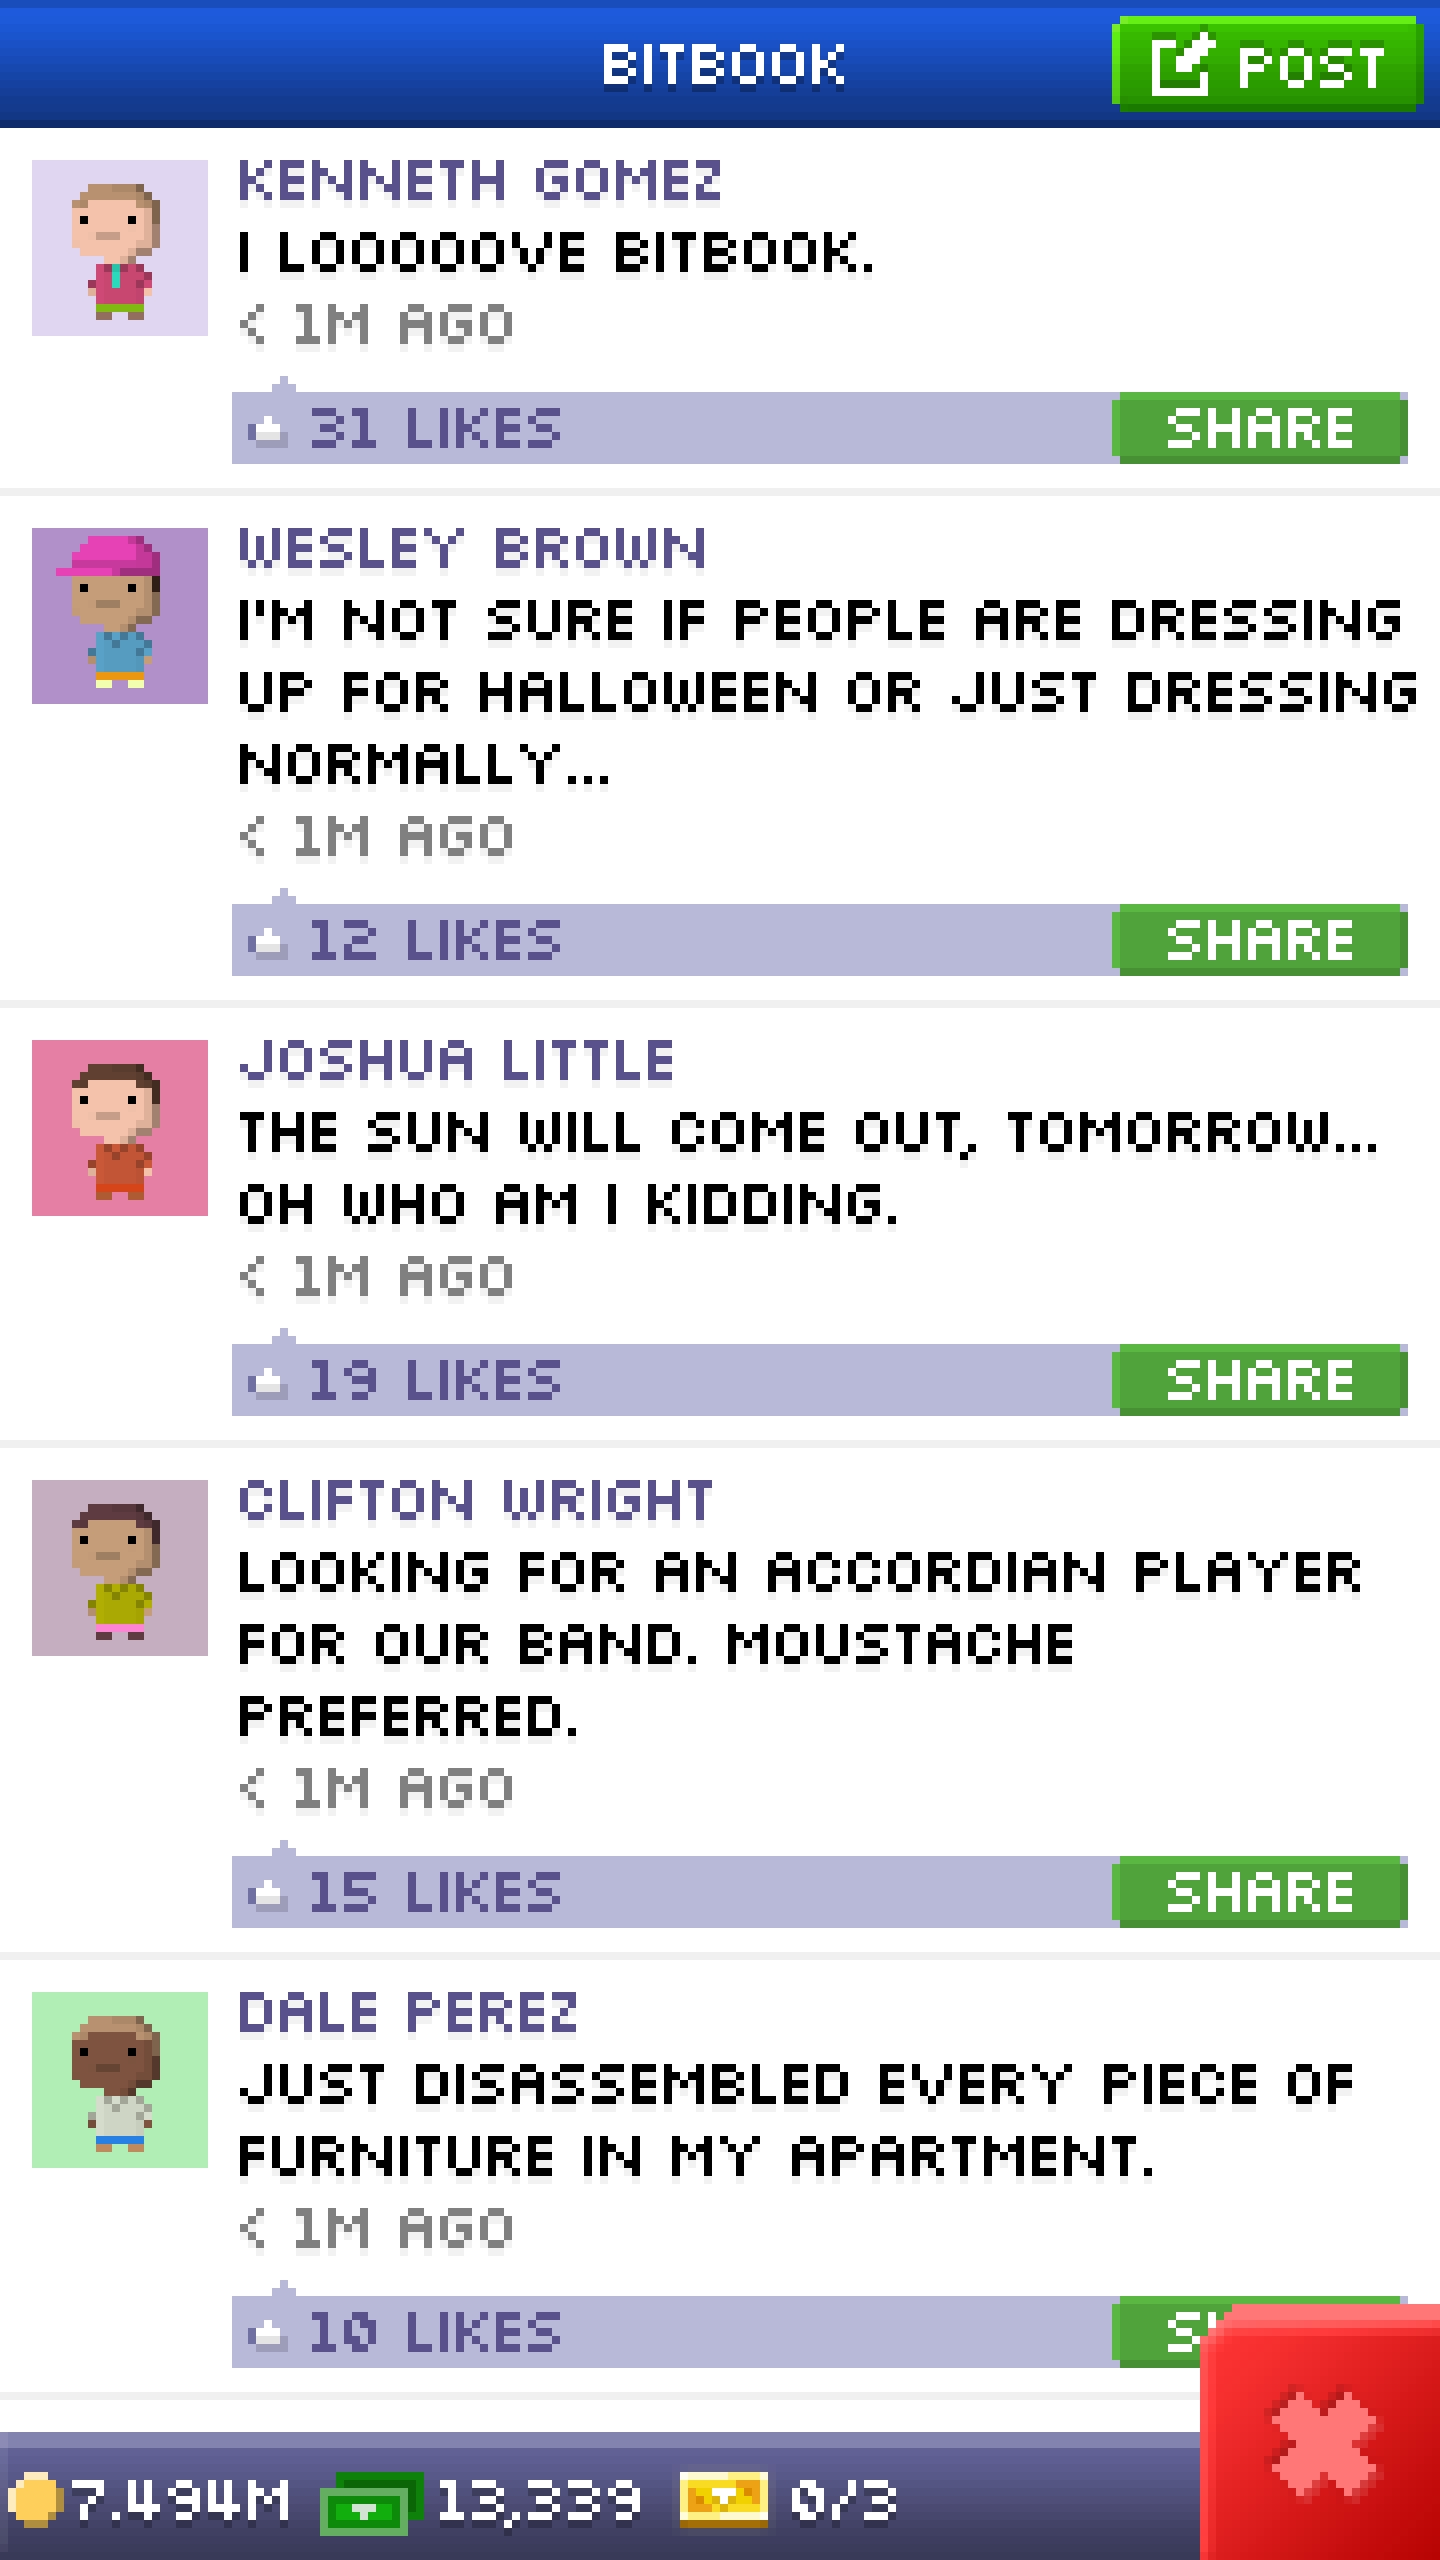 BITBOOK
POST
KENNETH GOMEZ
I LOOOOOVE BITBOOK.
< 1M AGO
31 LIKES
SHARE
WESLEY BROWN
I'M NOT SURE IF PEOPLE ARE DRESSING
UP FOR HALLOWEEN OR JUST DRESSING
NORMALLY...
< 1M AGO
12 LIKES
SHARE
JOSHUA LITTLE
THE SUN WILL COME OUT, TOMORROW...
OH WHO AM I KIDDING.
< 1M AGO
19 LIKES
SHARE
CLIFTON WRIGHT
LOOKING FOR AN ACCORDIAN PLAYER
FOR OUR BAND. MOUSTACHE
PREFERRED.
< 1M AGO
15 LIKES
SHARE
DALE PEREZ
JUST DISASSEMBLED EVERY PIECE OF
FURNITURE IN MY APARTMENT.
< 1M AGO
10 LIKES
7.494M
13,339
0/3